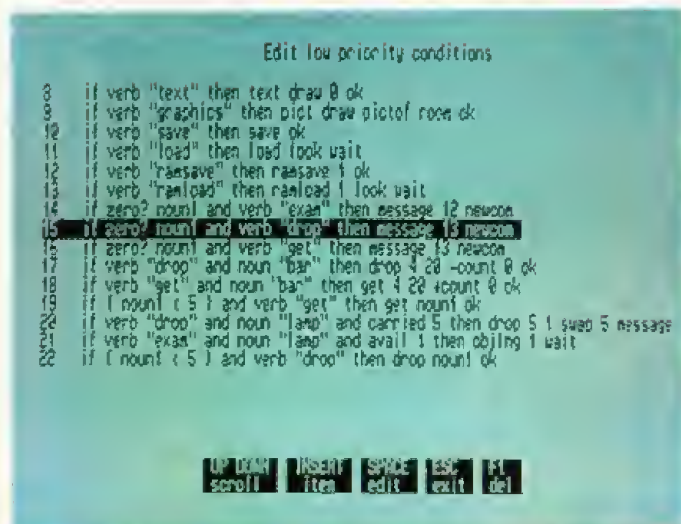 Edit low priority conditions
8 if verb "text" then text draw 0 ok
9 if verb "graphics" then pict draw pictof room ok
10 if verb "save" then save ok
11 if verb "load" then load look wait
12 if verb "ramsave" then ramsave 1 ok
13 if verb "ramload" then ramload 1 look wait
14 if zero? noun1 and verb "exam" then message 12 newcom
15 if zero? noun1 and verb "drop" then message 13 newcom
16 if zero? noun1 and verb "get" then message 13 newcom
17 if verb "drop" and noun "bar" then drop 4 20 -count 0 ok
18 if verb "get" and noun "bar" then get 4 20 +count 0 ok
19 if ( noun1 < 5 ) and verb "get" then get noun1 ok
20 if verb "drop" and noun "lamp" and carried 5 then drop 5 1 swap 5 message
21 if verb "exam" and noun "lamp" and avail 1 then objimg 1 wait
22 if ( noun1 < 5 ) and verb "drop" then drop noun1 ok
UP DOWN INSERT SPACE ESC F1
scroll item edit exit del